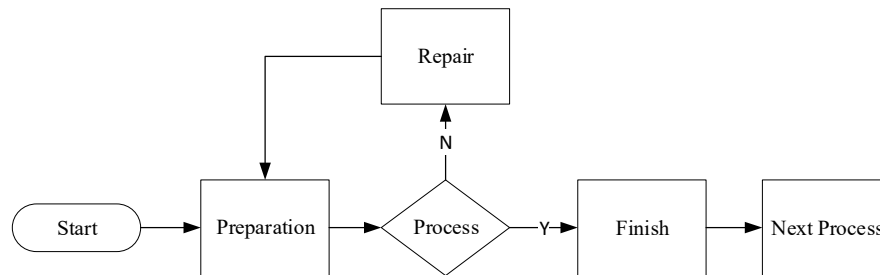 Repair
N
Start
Preparation
Process
Y
Finish
Next Process